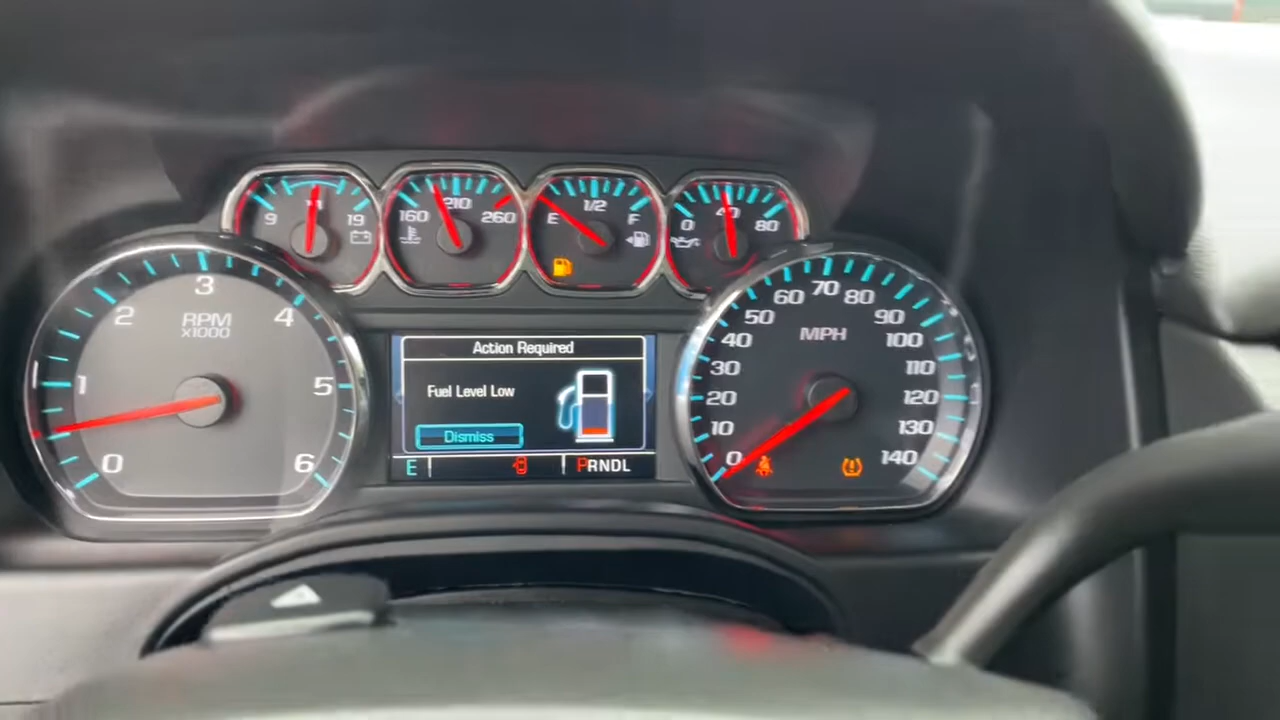 9 19
160 210 260
E 1/2 F
0 40 80
0 1 2 3 4 5 6
RPM
x1000
Action Required
Fuel Level Low
Dismiss
E PRNDL
0 10 20 30 40 50 60 70 80 90 100 110 120 130 140
MPH